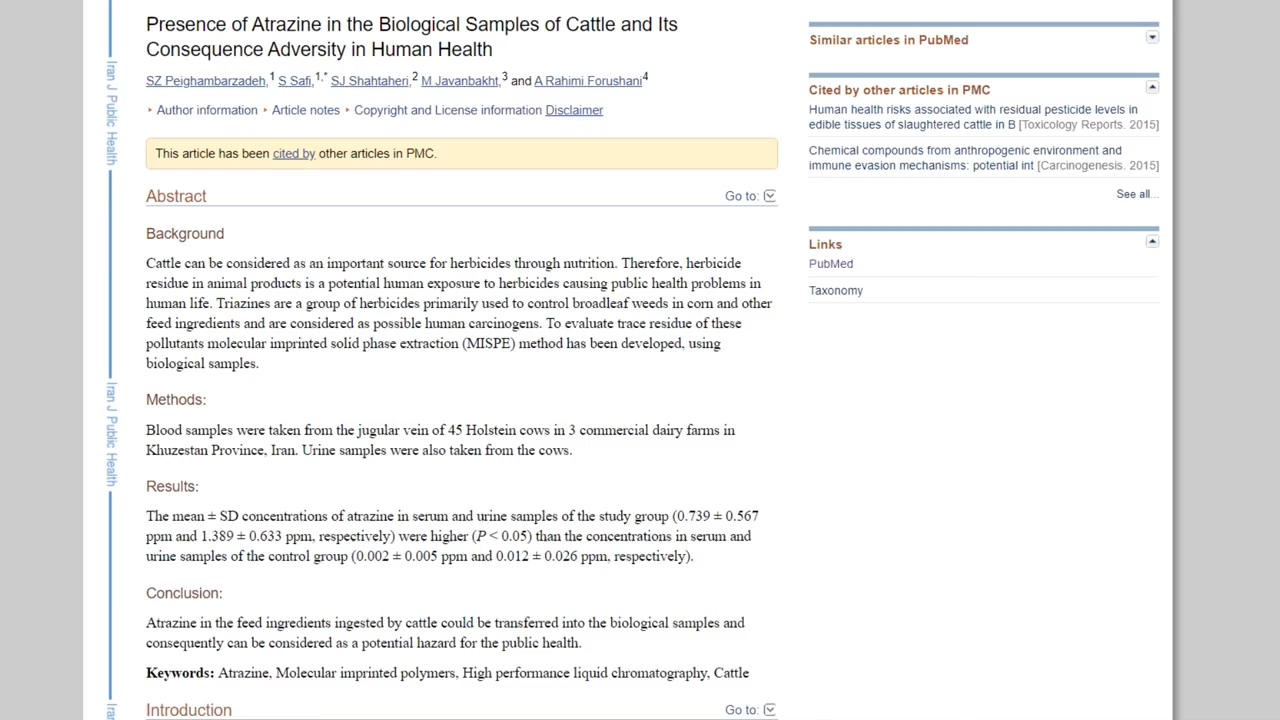 Presence of Atrazine in the Biological Samples of Cattle and Its
Consequence Adversity in Human Health
SZ Peighambarzadeh,1 S Safi,1,* SJ Shahtaheri,2 M Javanbakht,3 and A Rahimi Forushani4
Author information Article notes Copyright and License information Disclaimer
This article has been cited by other articles in PMC.
Abstract
Go to:
Background
Cattle can be considered as an important source for herbicides through nutrition. Therefore, herbicide
residue in animal products is a potential human exposure to herbicides causing public health problems in
human life. Triazines are a group of herbicides primarily used to control broadleaf weeds in corn and other
feed ingredients and are considered as possible human carcinogens. To evaluate trace residue of these
pollutants molecular imprinted solid phase extraction (MISPE) method has been developed, using
biological samples.
Methods:
Blood samples were taken from the jugular vein of 45 Holstein cows in 3 commercial dairy farms in
Khuzestan Province, Iran. Urine samples were also taken from the cows.
Results:
The mean ± SD concentrations of atrazine in serum and urine samples of the study group (0.739 ± 0.567
ppm and 1.389 ± 0.633 ppm, respectively) were higher (P < 0.05) than the concentrations in serum and
urine samples of the control group (0.002 ± 0.005 ppm and 0.012 ± 0.026 ppm, respectively).
Conclusion:
Atrazine in the feed ingredients ingested by cattle could be transferred into the biological samples and
consequently can be considered as a potential hazard for the public health.
Keywords: Atrazine, Molecular imprinted polymers, High performance liquid chromatography, Cattle
Introduction
Go to:
Similar articles in PubMed
Cited by other articles in PMC
Human health risks associated with residual pesticide levels in
edible tissues of slaughtered cattle in B [Toxicology Reports. 2015]
Chemical compounds from anthropogenic environment and
immune evasion mechanisms: potential int [Carcinogenesis. 2015]
See all...
Links
PubMed
Taxonomy
Iran J Public Health
Iran J Public Health
Iran